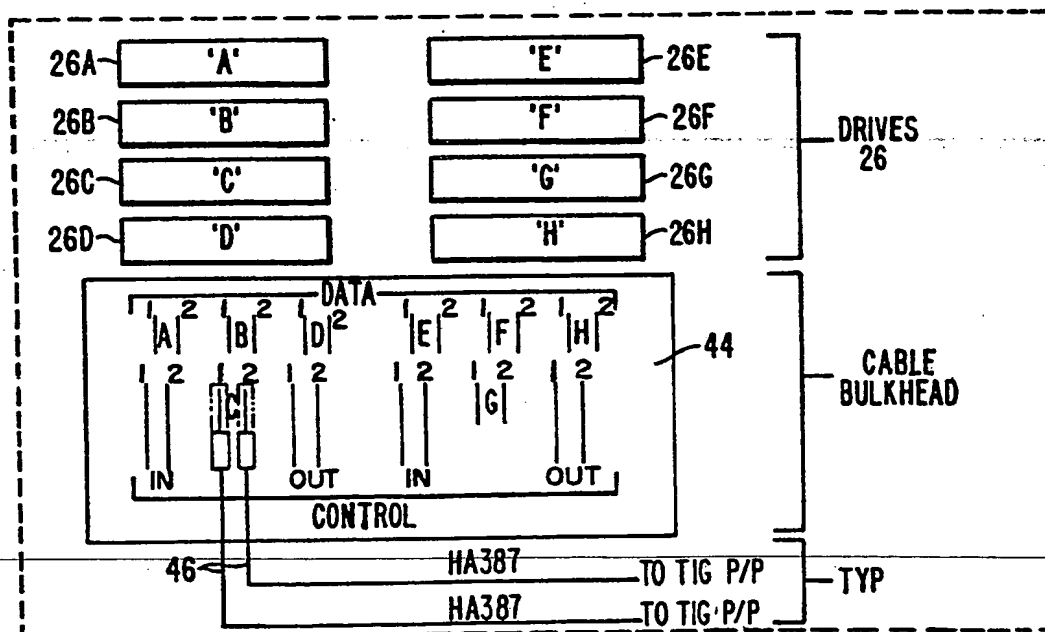 26A 'A' 'E' 26E
26B 'B' 'F' 26F
26C 'C' 'G' 26G
26D 'D' 'H' 26H
DRIVES
26
DATA
1 2 1 2 1 2 1 2 1 2 1 2
A B D E F H
1 2 1 2 1 2 1 2 1 2 1 2
G
IN OUT IN OUT
CONTROL
44
CABLE
BULKHEAD
46
HA387 TO TIG P/P
HA387 TO TIG P/P
TYP